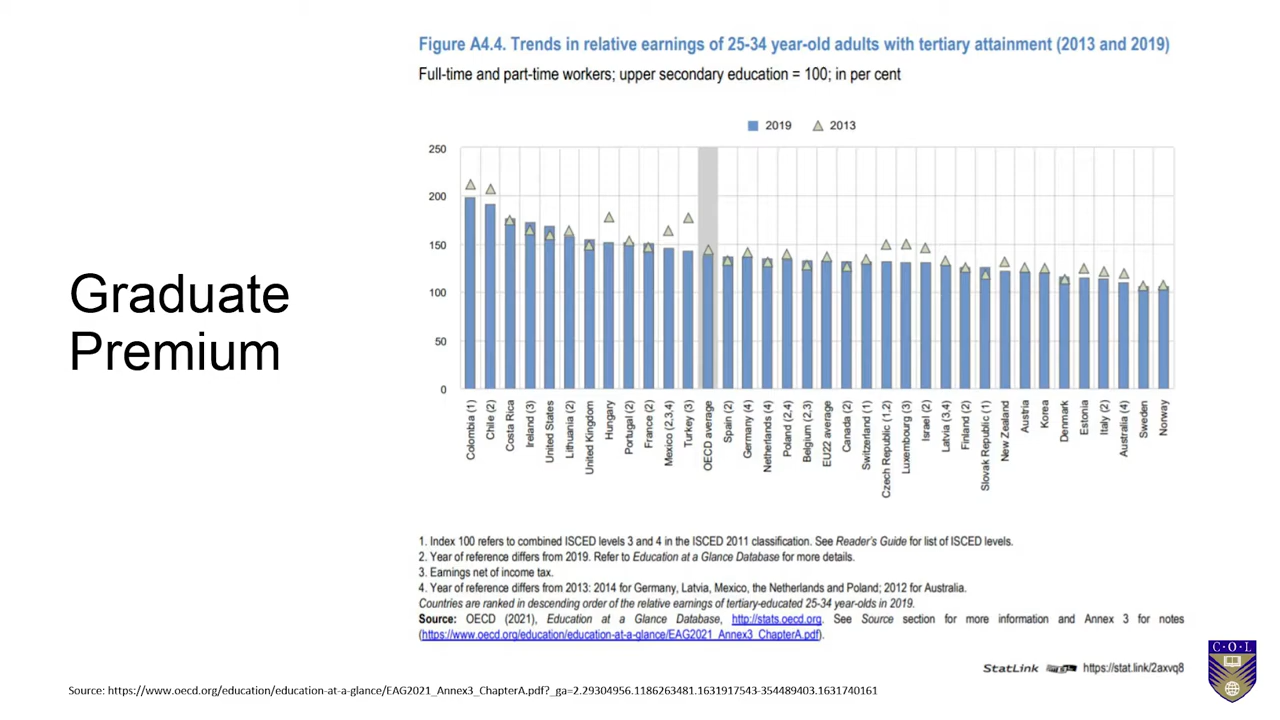 Figure A4.4. Trends in relative earnings of 25-34 year-old adults with tertiary attainment (2013 and 2019)
Full-time and part-time workers; upper secondary education = 100; in per cent
2019 2013
250
200
150
100
50
0
Colombia (1)
Chile (2)
Costa Rica
Ireland (3)
United States
Lithuania (2)
United Kingdom
Hungary
Portugal (2)
France (2)
Mexico (2,3,4)
Turkey (3)
OECD average
Spain (2)
Germany (4)
Netherlands (4)
Poland (2,4)
Belgium (2,3)
EU22 average
Canada (2)
Switzerland (1)
Czech Republic (1,2)
Luxembourg (3)
Israel (2)
Latvia (3,4)
Finland (2)
Slovak Republic (1)
New Zealand
Austria
Korea
Denmark
Estonia
Italy (2)
Australia (4)
Sweden
Norway
Graduate
Premium
1. Index 100 refers to combined ISCED levels 3 and 4 in the ISCED 2011 classification. See Reader's Guide for list of ISCED levels.
2. Year of reference differs from 2019. Refer to Education at a Glance Database for more details.
3. Earnings net of income tax.
4. Year of reference differs from 2013: 2014 for Germany, Latvia, Mexico, the Netherlands and Poland; 2012 for Australia.
Countries are ranked in descending order of the relative earnings of tertiary-educated 25-34 year-olds in 2019.
Source: OECD (2021), Education at a Glance Database, http://stats.oecd.org. See Source section for more information and Annex 3 for notes
(https://www.oecd.org/education/education-at-a-glance/EAG2021_Annex3_ChapterA.pdf).
StatLink https://stat.link/2axvq8
C·O·L
Source: https://www.oecd.org/education/education-at-a-glance/EAG2021_Annex3_ChapterA.pdf?_ga=2.29304956.1186263481.1631917543-354489403.1631740161